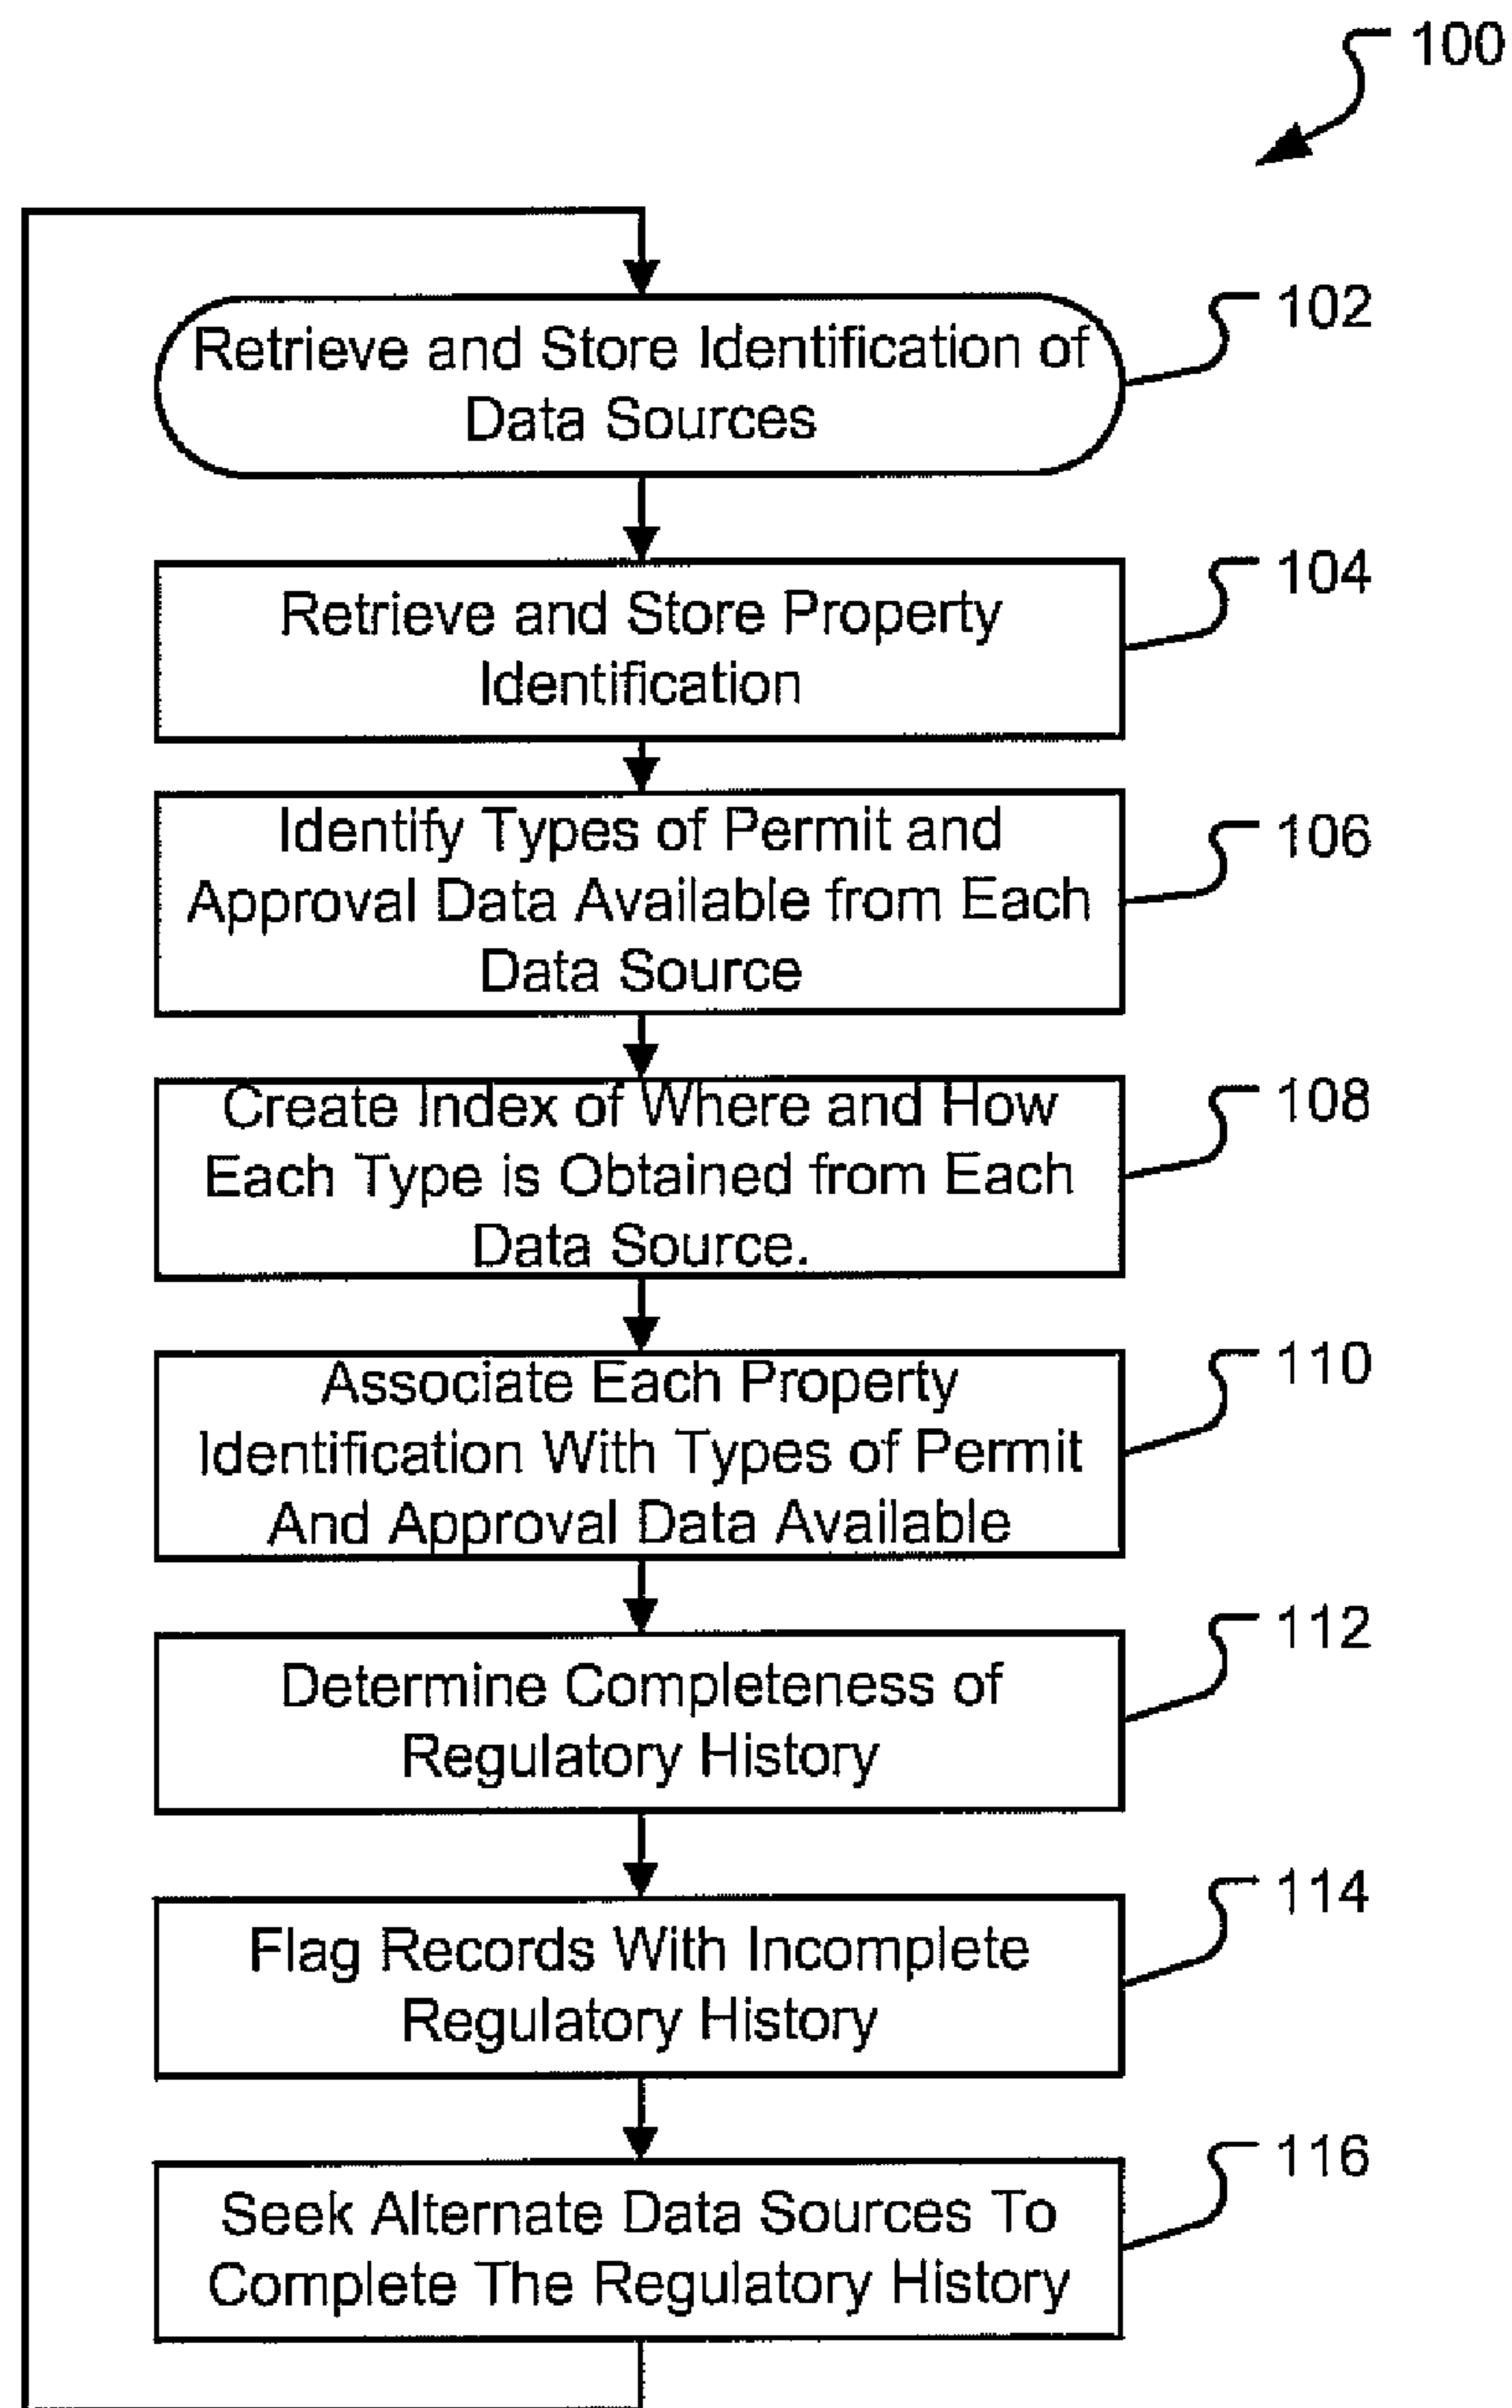 100
Retrieve and Store Identification of
Data Sources
102
Retrieve and Store Property
Identification
104
Identify Types of Permit and
Approval Data Available from Each
Data Source
106
Create Index of Where and How
Each Type is Obtained from Each
Data Source.
108
Associate Each Property
Identification With Types of Permit
And Approval Data Available
110
Determine Completeness of
Regulatory History
112
Flag Records With Incomplete
Regulatory History
114
Seek Alternate Data Sources To
Complete The Regulatory History
116